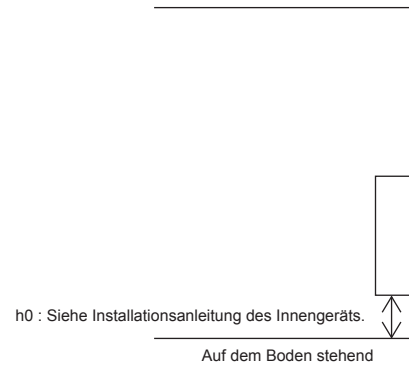 h0 : Siehe Installationsanleitung des Innengeräts.
Auf dem Boden stehend